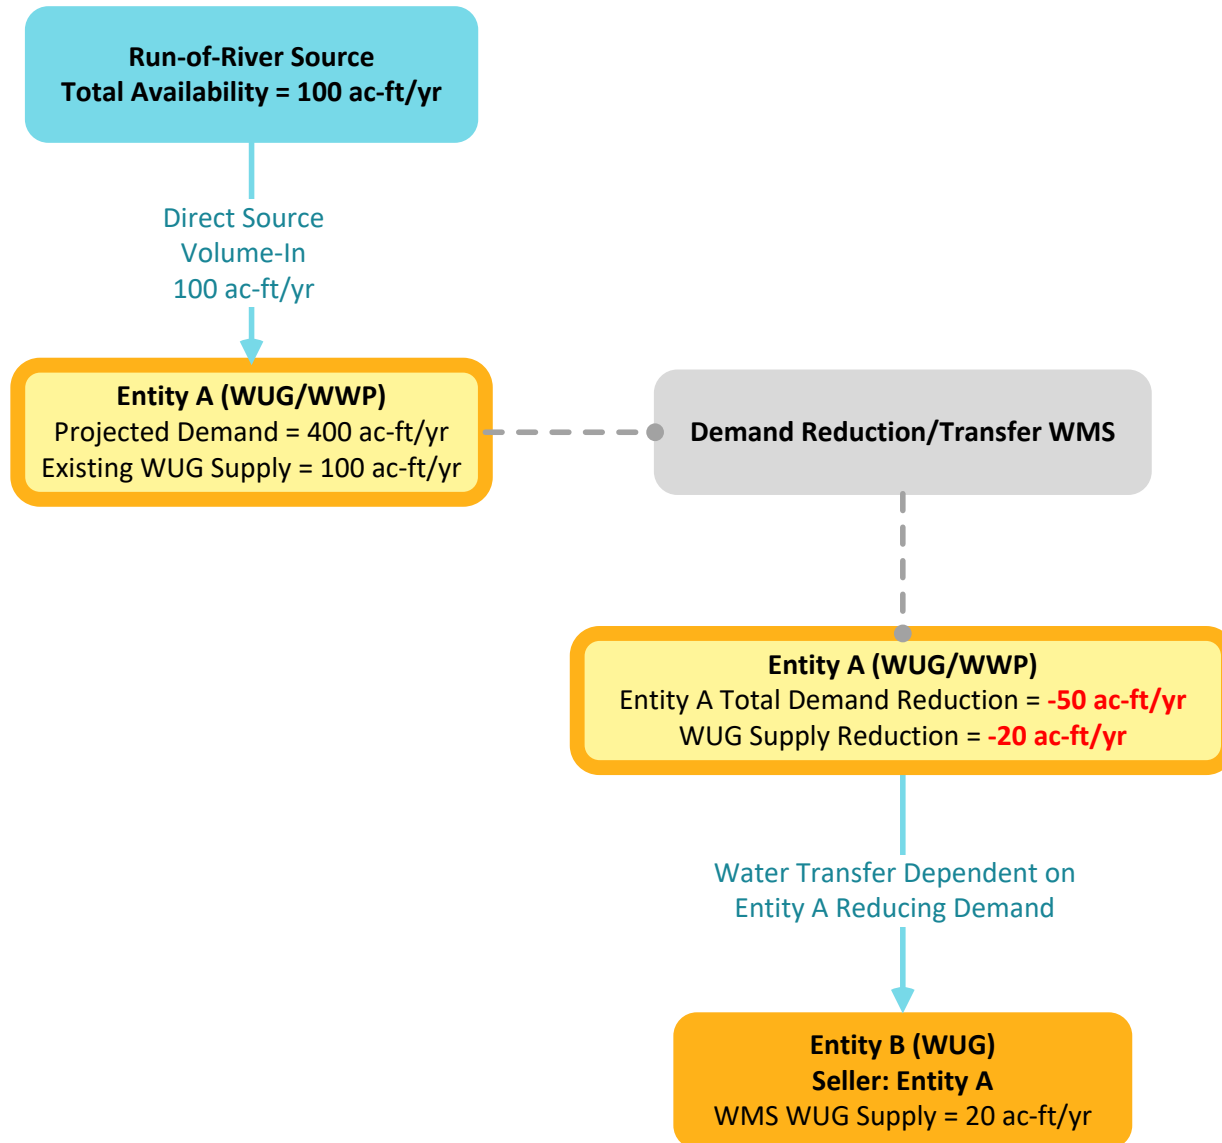 Run-of-River Source
Total Availability = 100 ac-ft/yr
Direct Source
Volume-In
100 ac-ft/yr
Entity A (WUG/WWP)
Projected Demand = 400 ac-ft/yr
Existing WUG Supply = 100 ac-ft/yr
Demand Reduction/Transfer WMS
Entity A (WUG/WWP)
Entity A Total Demand Reduction = -50 ac-ft/yr
WUG Supply Reduction = -20 ac-ft/yr
Water Transfer Dependent on
Entity A Reducing Demand
Entity B (WUG)
Seller: Entity A
WMS WUG Supply = 20 ac-ft/yr